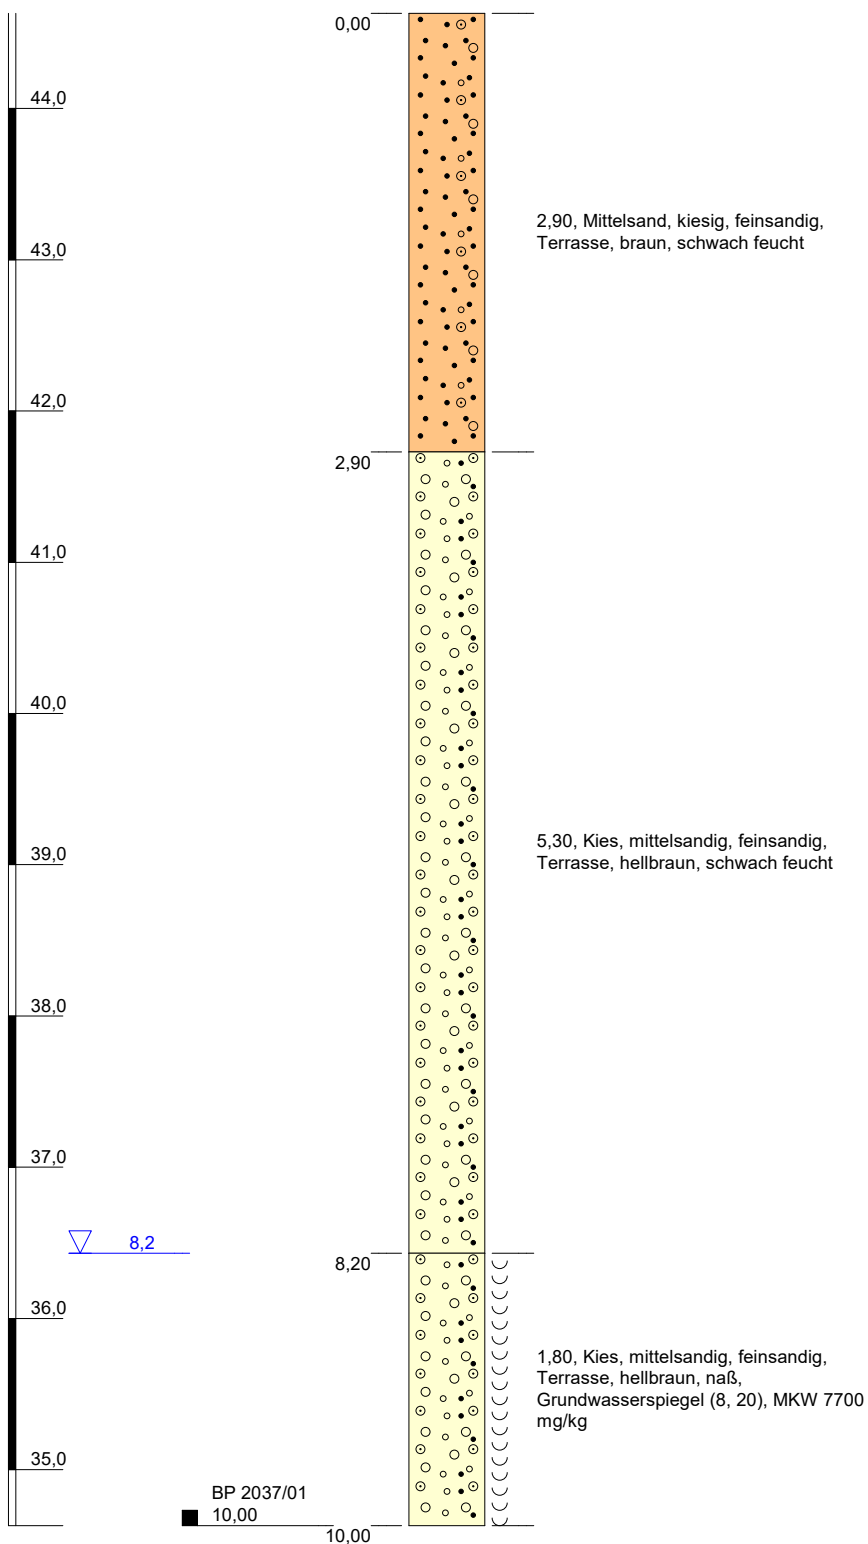 0,00
44,0
2,90, Mittelsand, kiesig, feinsandig,
Terrasse, braun, schwach feucht
43,0
42,0
2,90
41,0
40,0
5,30, Kies, mittelsandig, feinsandig,
Terrasse, hellbraun, schwach feucht
39,0
38,0
37,0
8,2
8,20
36,0
1,80, Kies, mittelsandig, feinsandig,
Terrasse, hellbraun, naß,
Grundwasserspiegel (8, 20), MKW 7700
mg/kg
35,0
BP 2037/01
10,00
10,00